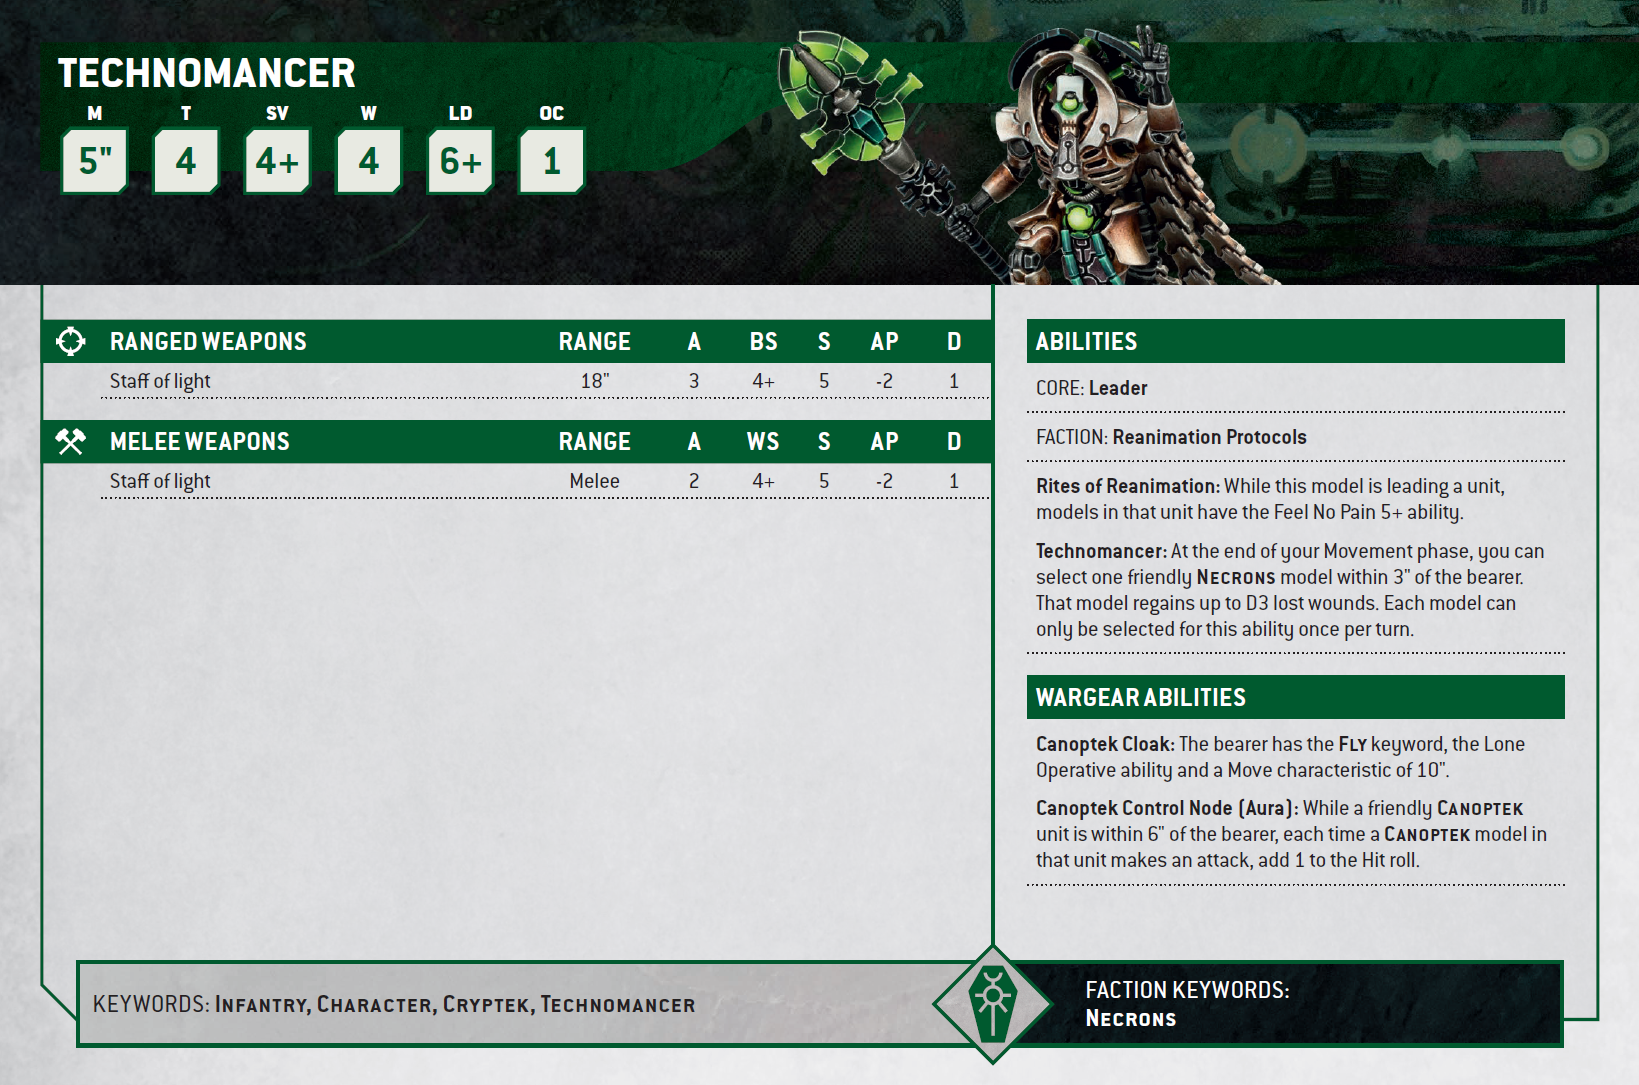 TECHNOMANCER
M T SV W LD OC
5" 4 4+ 4 6+ 1
RANGED WEAPONS RANGE A BS S AP D
Staff of light 18" 3 4+ 5 -2 1
MELEE WEAPONS RANGE A WS S AP D
Staff of light Melee 2 4+ 5 -2 1
ABILITIES
CORE: Leader
FACTION: Reanimation Protocols
Rites of Reanimation: While this model is leading a unit,
models in that unit have the Feel No Pain 5+ ability.
Technomancer: At the end of your Movement phase, you can
select one friendly NECRONS model within 3" of the bearer.
That model regains up to D3 lost wounds. Each model can
only be selected for this ability once per turn.
WARGEAR ABILITIES
Canoptek Cloak: The bearer has the FLY keyword, the Lone
Operative ability and a Move characteristic of 10".
Canoptek Control Node (Aura): While a friendly CANOPTEK
unit is within 6" of the bearer, each time a CANOPTEK model in
that unit makes an attack, add 1 to the Hit roll.
KEYWORDS: INFANTRY, CHARACTER, CRYPTEK, TECHNOMANCER
FACTION KEYWORDS:
NECRONS